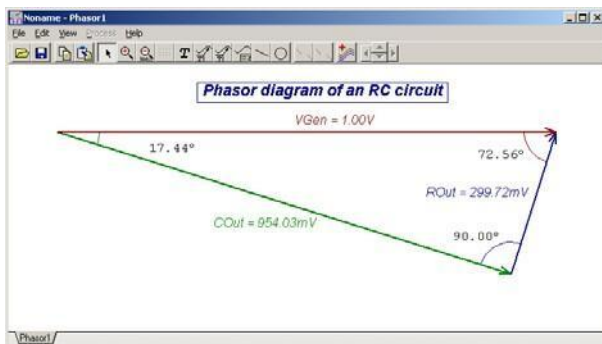 Noname - Phasor1
File Edit View Process Help
T
Phasor diagram of an RC circuit
VGen = 1.00V
17.44°
72.56°
ROut = 299.72mV
COut = 954.03mV
90.00°
Phasor1